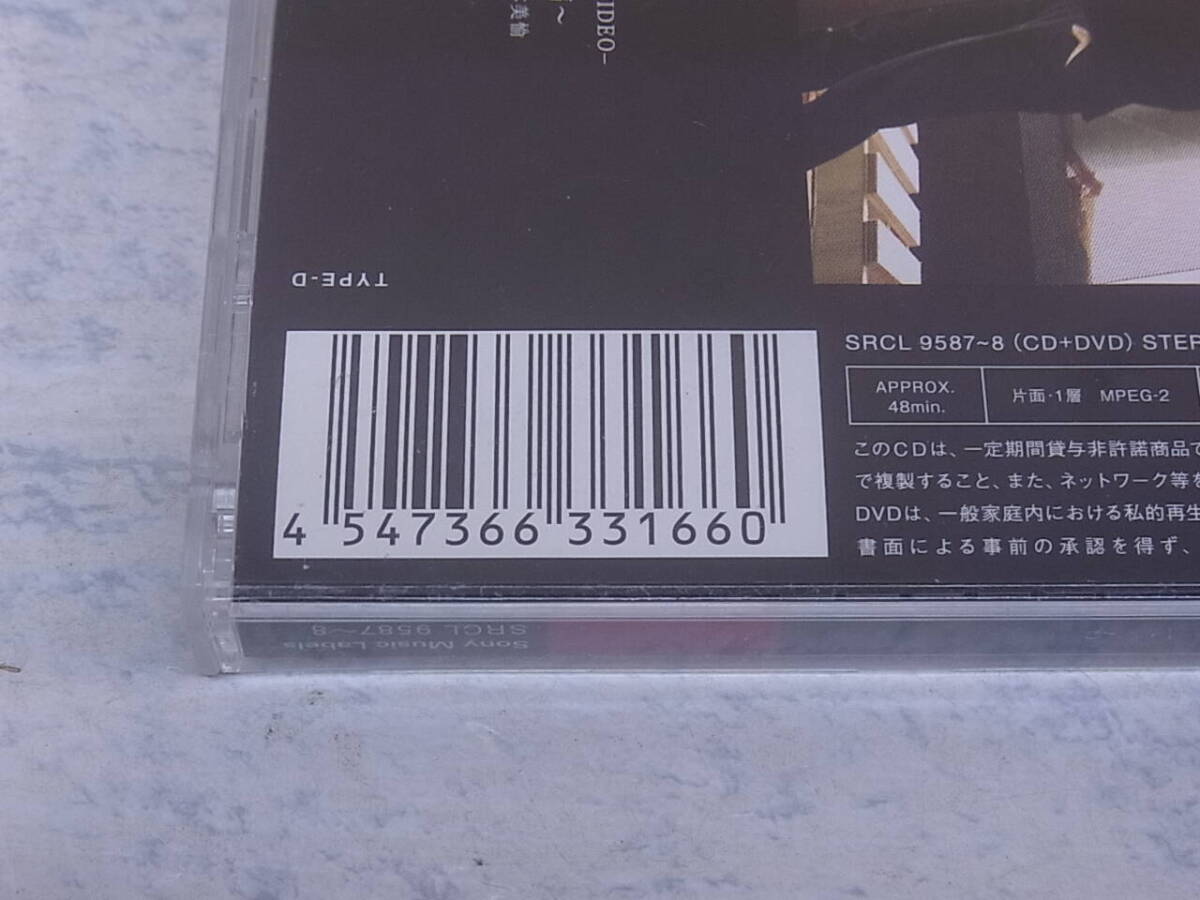 IDEO-
～
美愉
TYPE-D
SRCL 9587~8 (CD+DVD) STER
APPROX.
48min.
片面・1層 MPEG-2
このCDは、一定期間貸与非許諾商品で
で複製すること、また、ネットワーク等を
DVDは、一般家庭内における私的再生
書面による事前の承認を得ず、
4 547366 331660
SRCL 9587~8
Sony Music Labels